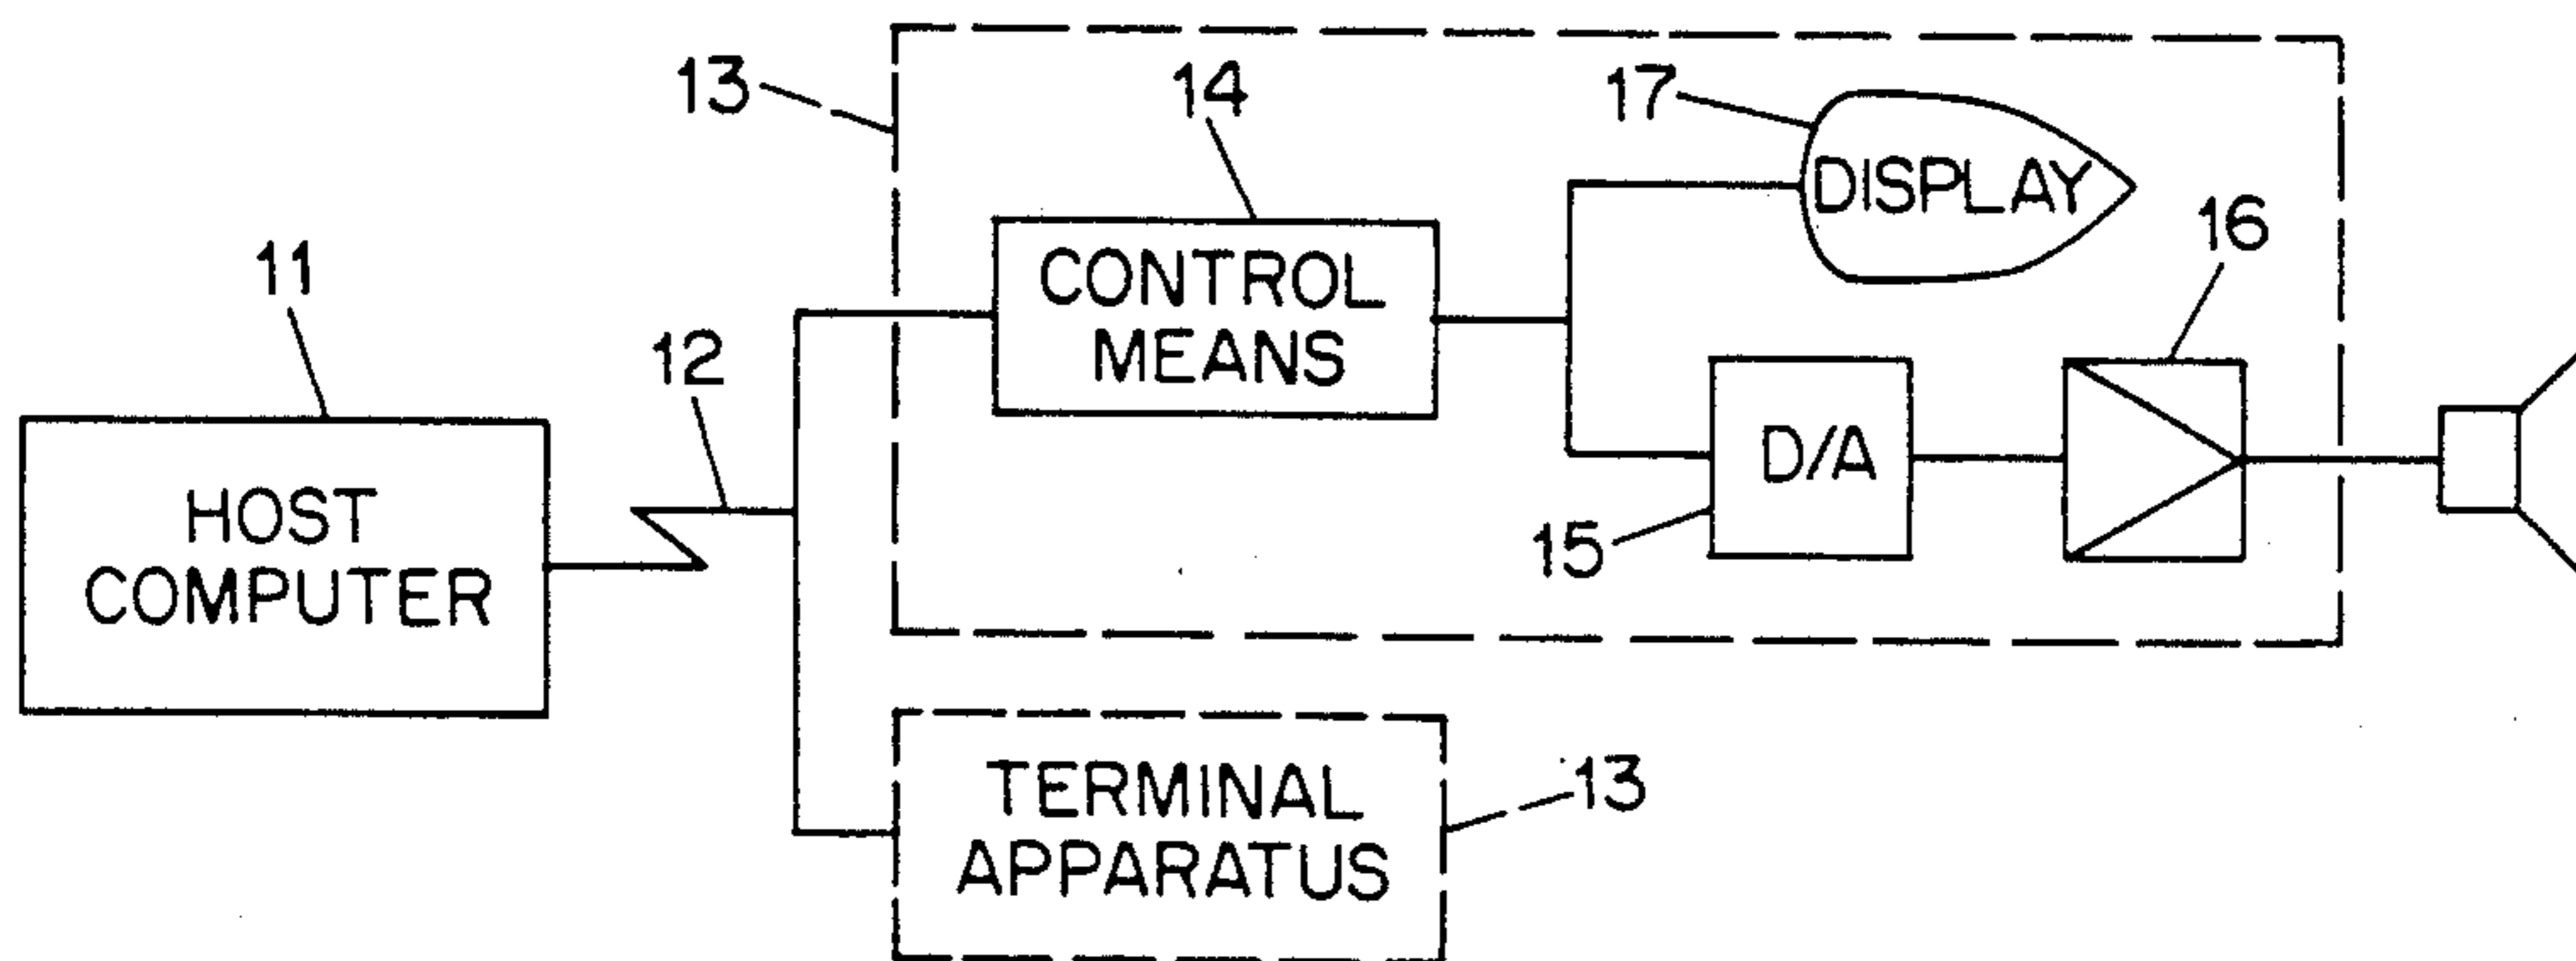 11
HOST
COMPUTER
12
13
14
CONTROL
MEANS
17
DISPLAY
15
D/A
16
TERMINAL
APPARATUS
13